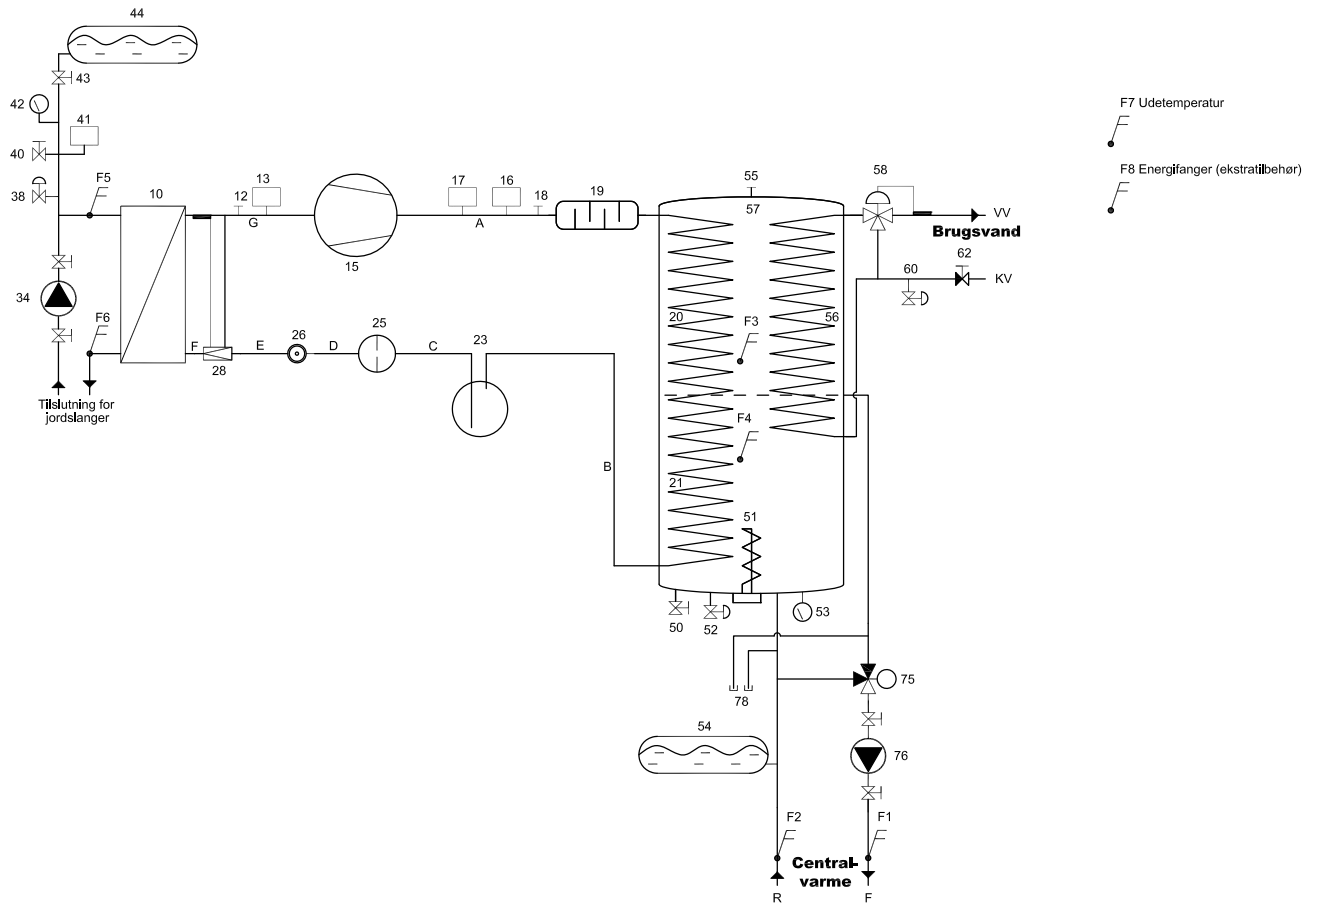 44
43
42
41
40
38
F5
10
12
13
G
15
17
16
18
A
19
55
57
58
VV
Brugsvand
62
60
KV
F7 Udetemperatur
F8 Energifanger (ekstratilbehør)
34
F6
F
28
E
26
D
25
C
23
20
F3
56
F4
B
21
51
Tilslutning for
jordslanger
50
52
53
75
78
54
76
F2
F1
Central-
varme
R
F